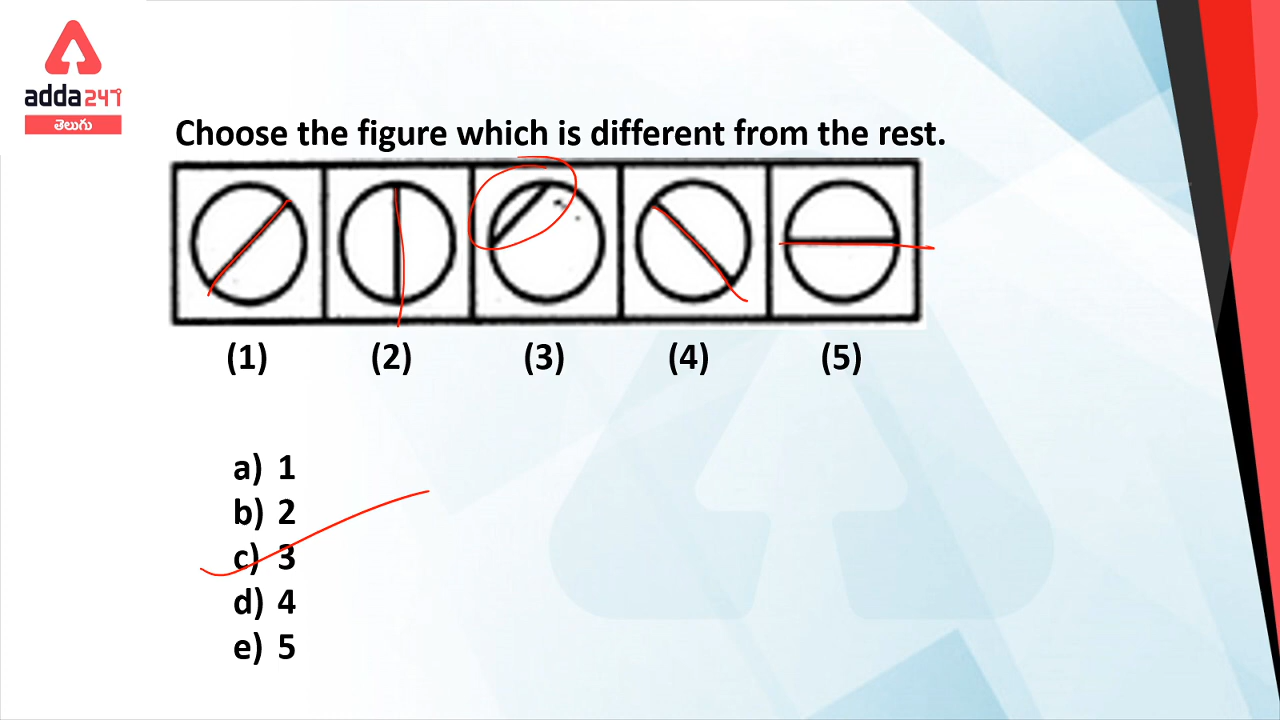 adda247
తెలుగు
Choose the figure which is different from the rest.
(1) (2) (3) (4) (5)
a) 1
b) 2
c) 3
d) 4
e) 5